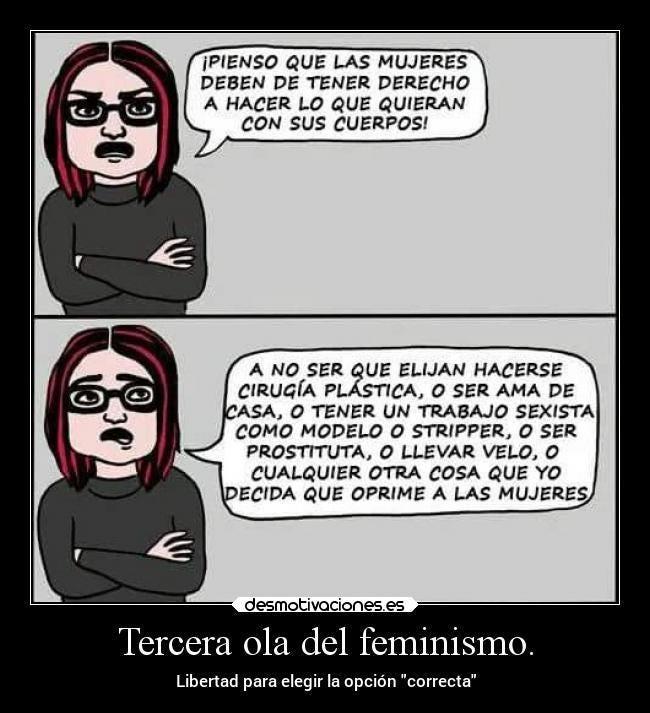 ¡PIENSO QUE LAS MUJERES
DEBEN DE TENER DERECHO
A HACER LO QUE QUIERAN
CON SUS CUERPOS!
A NO SER QUE ELIJAN HACERSE
CIRUGÍA PLÁSTICA, O SER AMA DE
CASA, O TENER UN TRABAJO SEXISTA
COMO MODELO O STRIPPER, O SER
PROSTITUTA, O LLEVAR VELO, O
CUALQUIER OTRA COSA QUE YO
DECIDA QUE OPRIME A LAS MUJERES
desmotivaciones.es
Tercera ola del feminismo.
Libertad para elegir la opción "correcta"